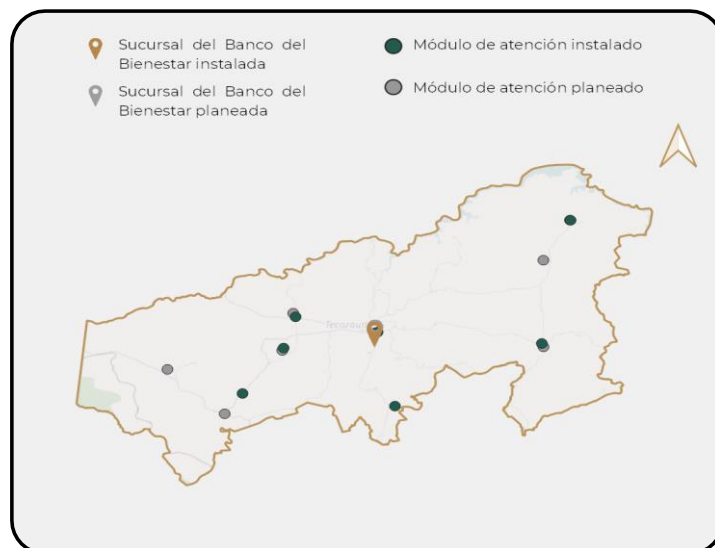 Sucursal del Banco del
Bienestar instalada
Sucursal del Banco del
Bienestar planeada
Módulo de atención instalado
Módulo de atención planeado